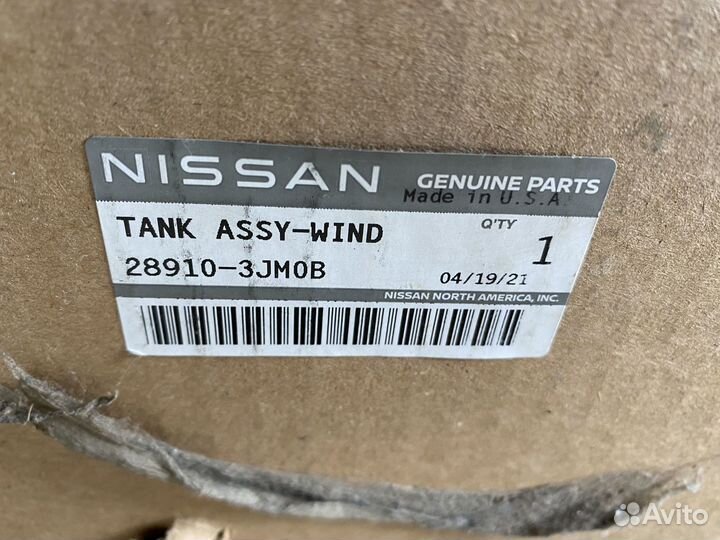 NISSAN GENUINE PARTS
Made in U.S.A.
TANK ASSY-WIND Q'TY 1
28910-3JM0B 04/19/21
NISSAN NORTH AMERICA, INC.
Avito